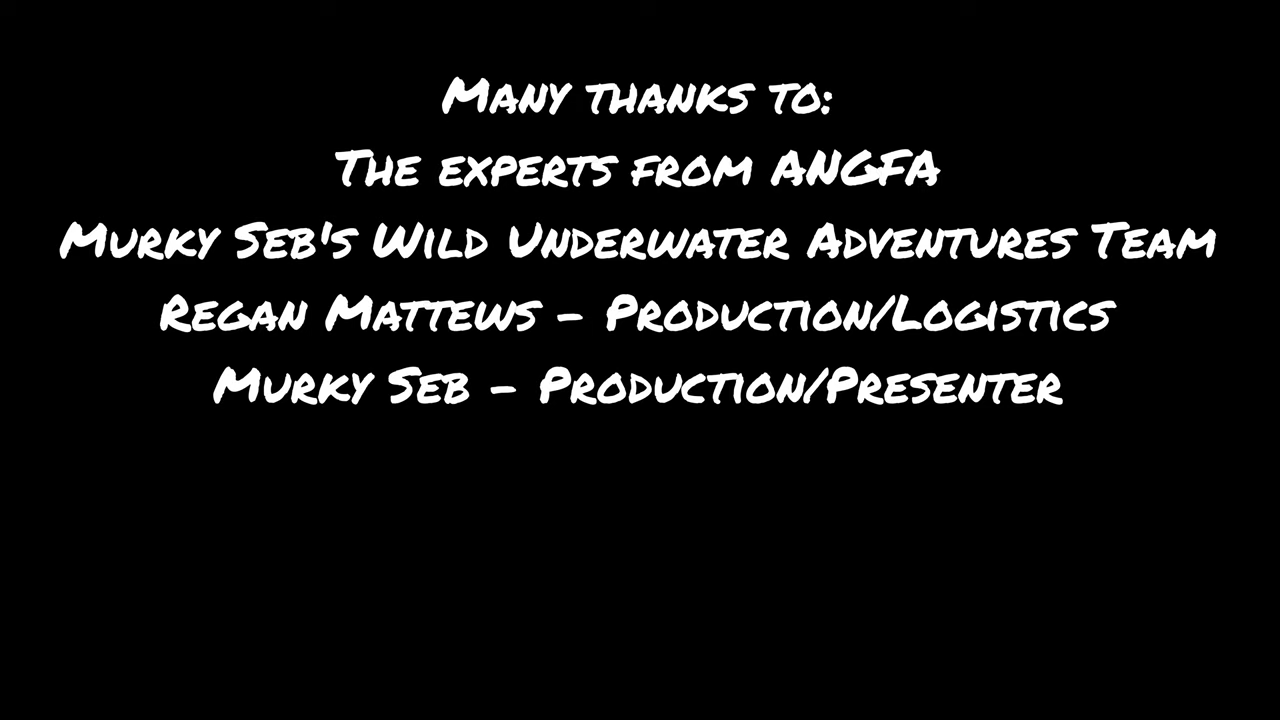 Many thanks to:
The experts from ANGFA
Murky Seb's Wild Underwater Adventures Team
Regan Mattews - Production/Logistics
Murky Seb - Production/Presenter